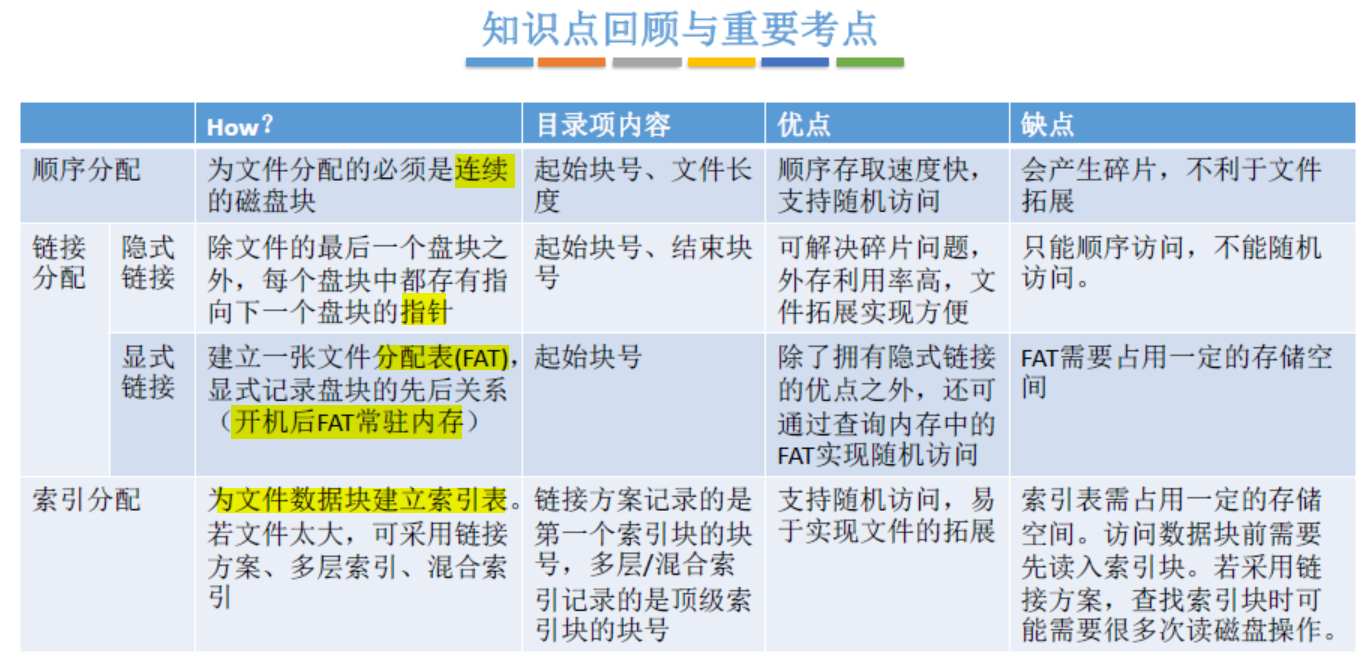 知识点回顾与重要考点
How？
目录项内容
优点
缺点
顺序分配
为文件分配的必须是连续
的磁盘块
起始块号、文件长
度
顺序存取速度快，
支持随机访问
会产生碎片，不利于文件
拓展
链接
分配
隐式
链接
除文件的最后一个盘块之
外，每个盘块中都存有指
向下一个盘块的指针
起始块号、结束块
号
可解决碎片问题，
外存利用率高，文
件拓展实现方便
只能顺序访问，不能随机
访问。
显式
链接
建立一张文件分配表(FAT)，
显式记录盘块的先后关系
（开机后FAT常驻内存）
起始块号
除了拥有隐式链接
的优点之外，还可
通过查询内存中的
FAT实现随机访问
FAT需要占用一定的存储空
间
索引分配
为文件数据块建立索引表。
若文件太大，可采用链接
方案、多层索引、混合索
引
链接方案记录的是
第一个索引块的块
号，多层/混合索
引记录的是顶级索
引块的块号
支持随机访问，易
于实现文件的拓展
索引表需占用一定的存储
空间。访问数据块前需要
先读入索引块。若采用链
接方案，查找索引块时可
能需要很多次读磁盘操作。